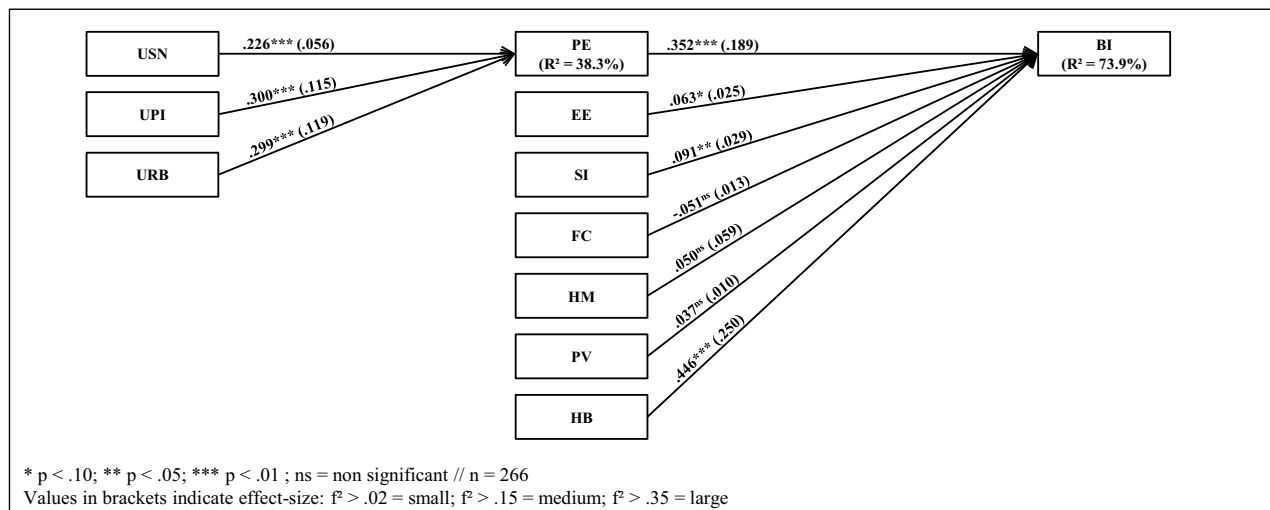 USN
.226*** (.056)
PE
(R² = 38.3%)
.352*** (.189)
BI
(R² = 73.9%)
UPI
.300*** (.115)
EE
.063* (.025)
URB
.299*** (.119)
SI
.091** (.029)
FC
-.051ⁿˢ (.013)
HM
.050ⁿˢ (.059)
PV
.037ⁿˢ (.010)
HB
.446*** (.250)
* p < .10; ** p < .05; *** p < .01 ; ns = non significant // n = 266
Values in brackets indicate effect-size: f² > .02 = small; f² > .15 = medium; f² > .35 = large